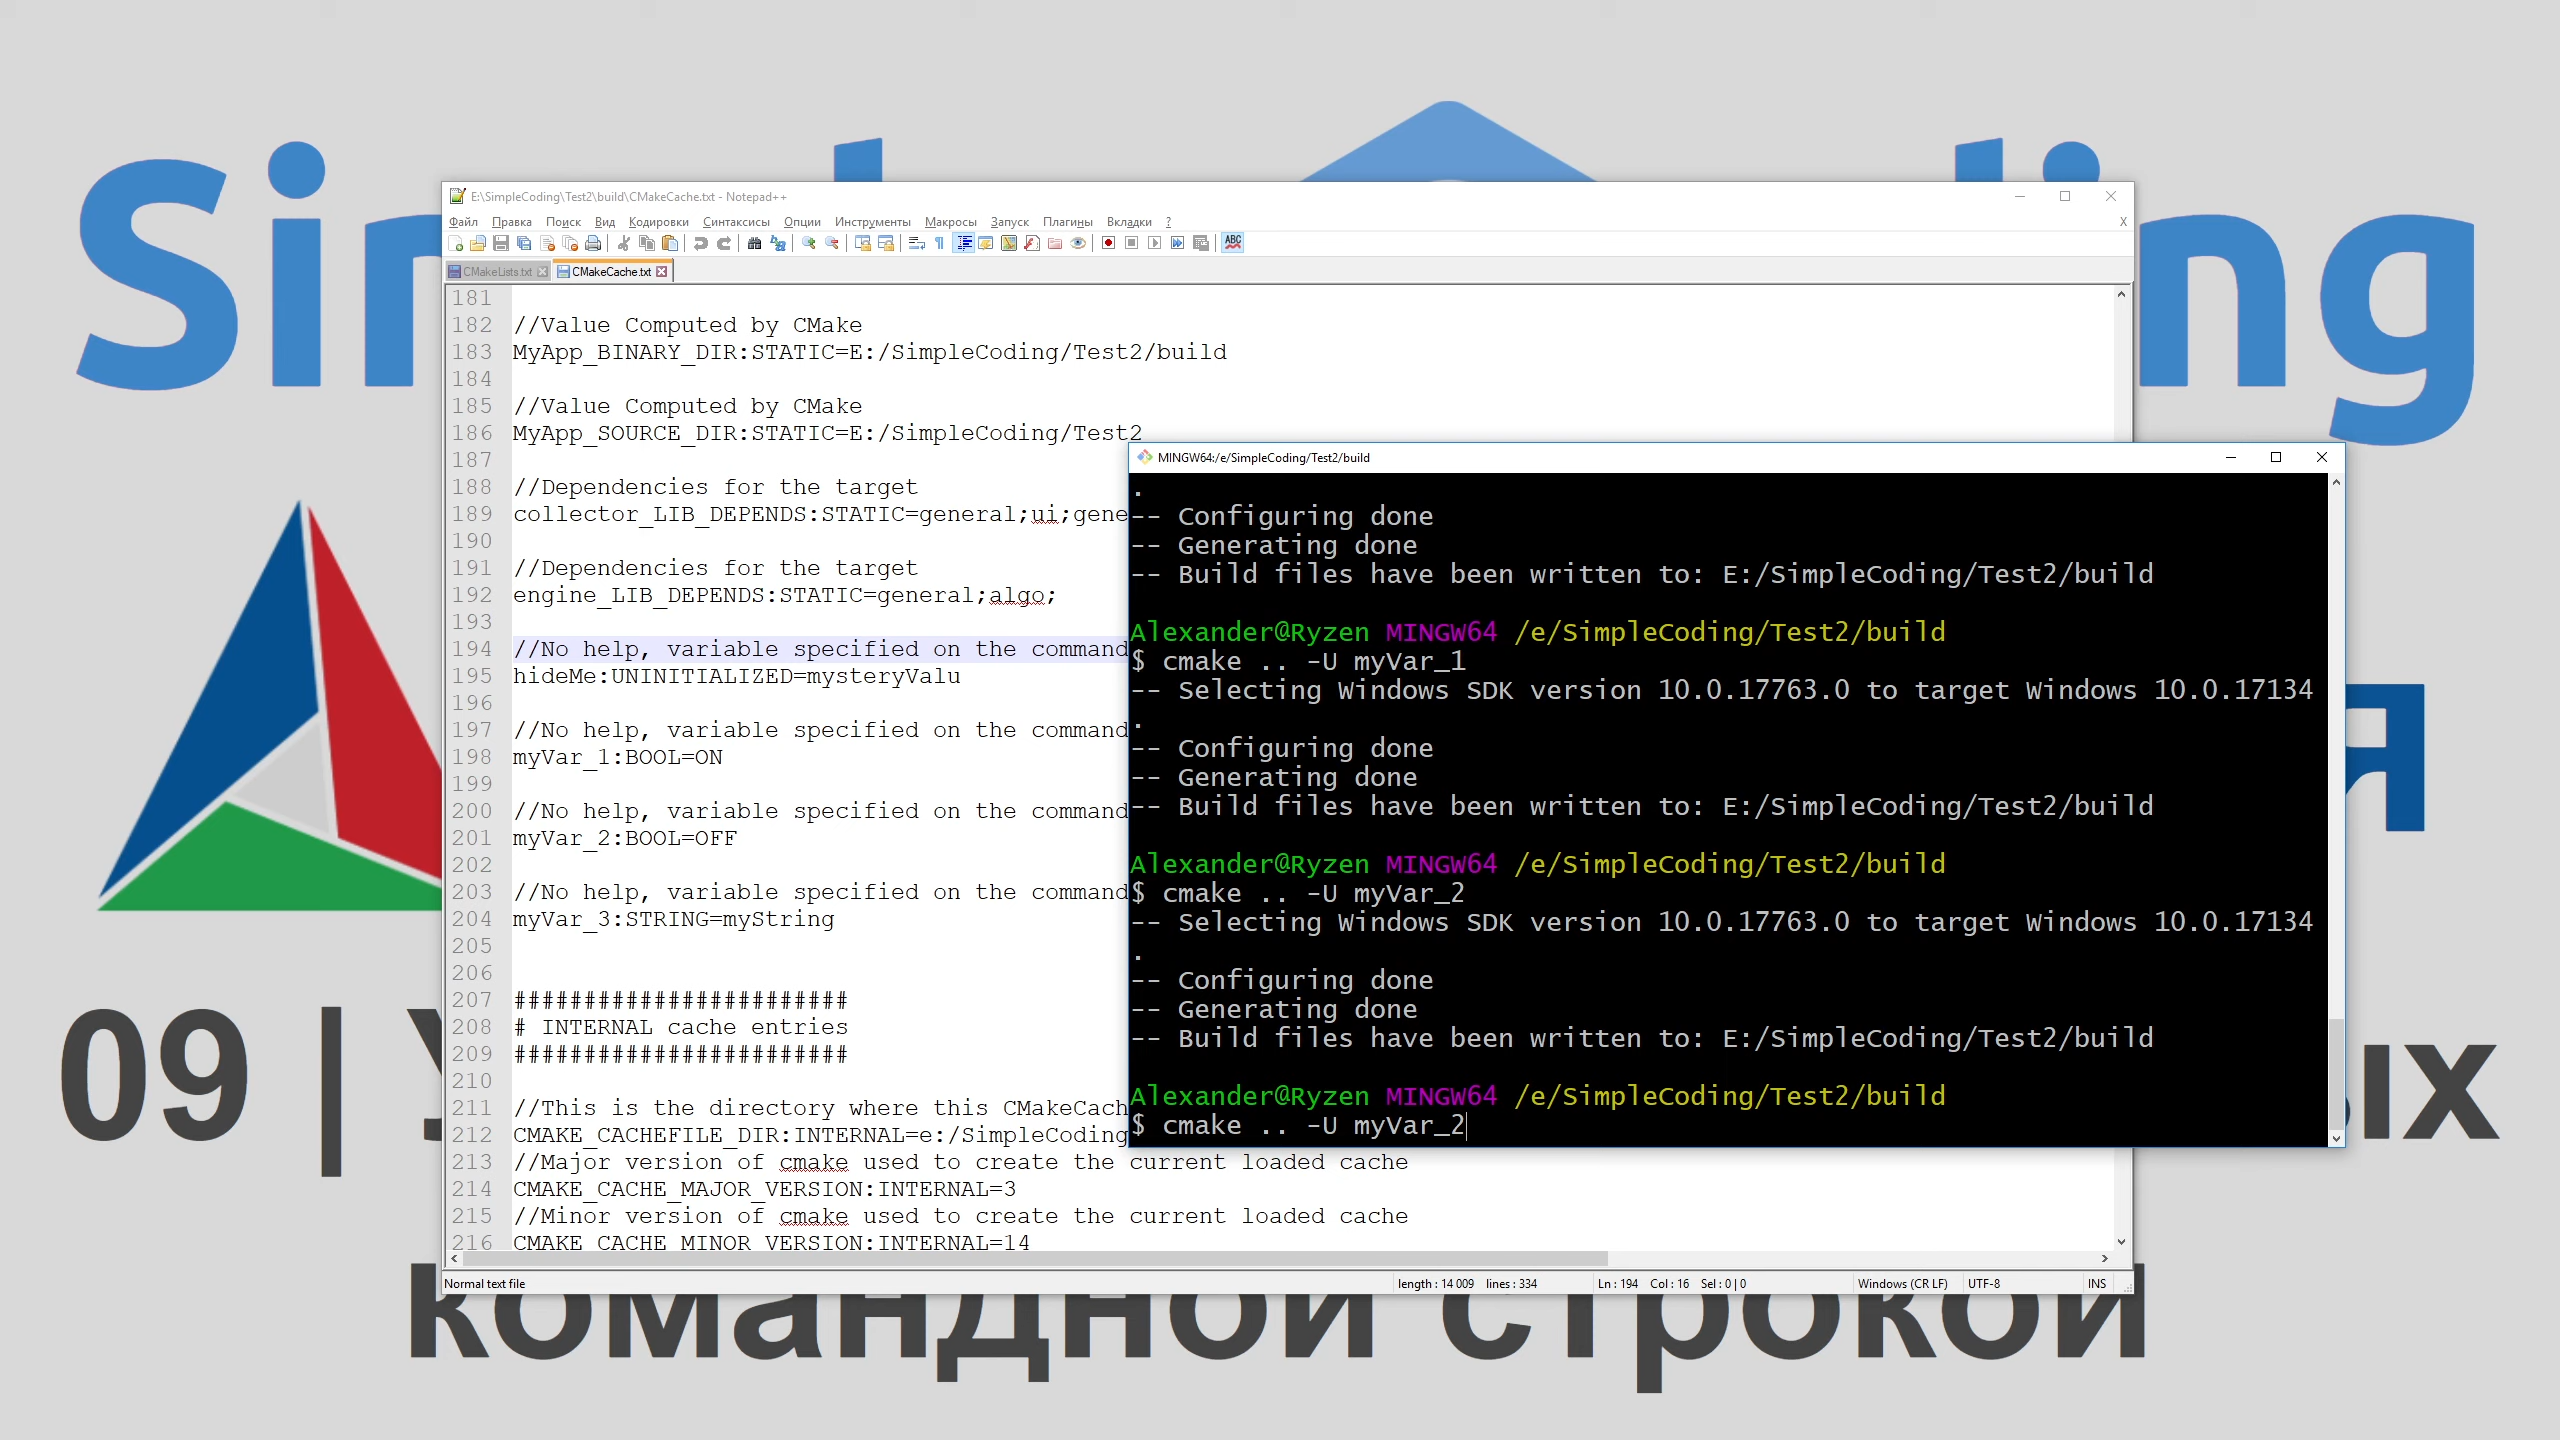 E:\SimpleCoding\Test2\build\CMakeCache.txt - Notepad++
Файл Правка Поиск Вид Кодировки Синтаксисы Опции Инструменты Макросы Запуск Плагины Вкладки ? X
CMakeLists.txt CMakeCache.txt
181
182 //Value Computed by CMake
183 MyApp_BINARY_DIR:STATIC=E:/SimpleCoding/Test2/build
184
185 //Value Computed by CMake
186 MyApp_SOURCE_DIR:STATIC=E:/SimpleCoding/Test2
187
188 //Dependencies for the target
189 collector_LIB_DEPENDS:STATIC=general;ui;gene
190
191 //Dependencies for the target
192 engine_LIB_DEPENDS:STATIC=general;algo;
193
194 //No help, variable specified on the command
195 hideMe:UNINITIALIZED=mysteryValu
196
197 //No help, variable specified on the command
198 myVar_1:BOOL=ON
199
200 //No help, variable specified on the command
201 myVar_2:BOOL=OFF
202
203 //No help, variable specified on the command
204 myVar_3:STRING=myString
205
206
207 ########################
208 # INTERNAL cache entries
209 ########################
210
211 //This is the directory where this CMakeCach
212 CMAKE_CACHEFILE_DIR:INTERNAL=e:/SimpleCoding
213 //Major version of cmake used to create the current loaded cache
214 CMAKE_CACHE_MAJOR_VERSION:INTERNAL=3
215 //Minor version of cmake used to create the current loaded cache
216 CMAKE_CACHE_MINOR_VERSION:INTERNAL=14
Normal text file length : 14 009 lines : 334 Ln : 194 Col : 16 Sel : 0 | 0 Windows (CR LF) UTF-8 INS
MINGW64:/e/SimpleCoding/Test2/build
.
-- Configuring done
-- Generating done
-- Build files have been written to: E:/SimpleCoding/Test2/build
Alexander@Ryzen MINGW64 /e/SimpleCoding/Test2/build
$ cmake .. -U myVar_1
-- Selecting Windows SDK version 10.0.17763.0 to target Windows 10.0.17134
.
-- Configuring done
-- Generating done
-- Build files have been written to: E:/SimpleCoding/Test2/build
Alexander@Ryzen MINGW64 /e/SimpleCoding/Test2/build
$ cmake .. -U myVar_2
-- Selecting Windows SDK version 10.0.17763.0 to target Windows 10.0.17134
.
-- Configuring done
-- Generating done
-- Build files have been written to: E:/SimpleCoding/Test2/build
Alexander@Ryzen MINGW64 /e/SimpleCoding/Test2/build
$ cmake .. -U myVar_2
09 |
командной строкой